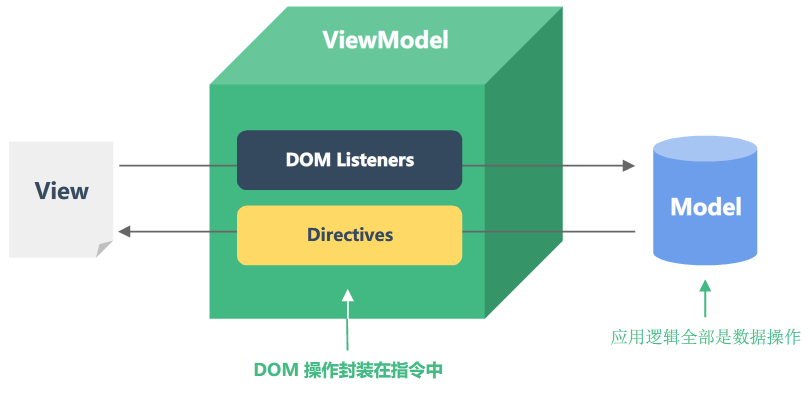 ViewModel
DOM Listeners
View
Model
Directives
应用逻辑全部是数据操作
DOM 操作封装在指令中